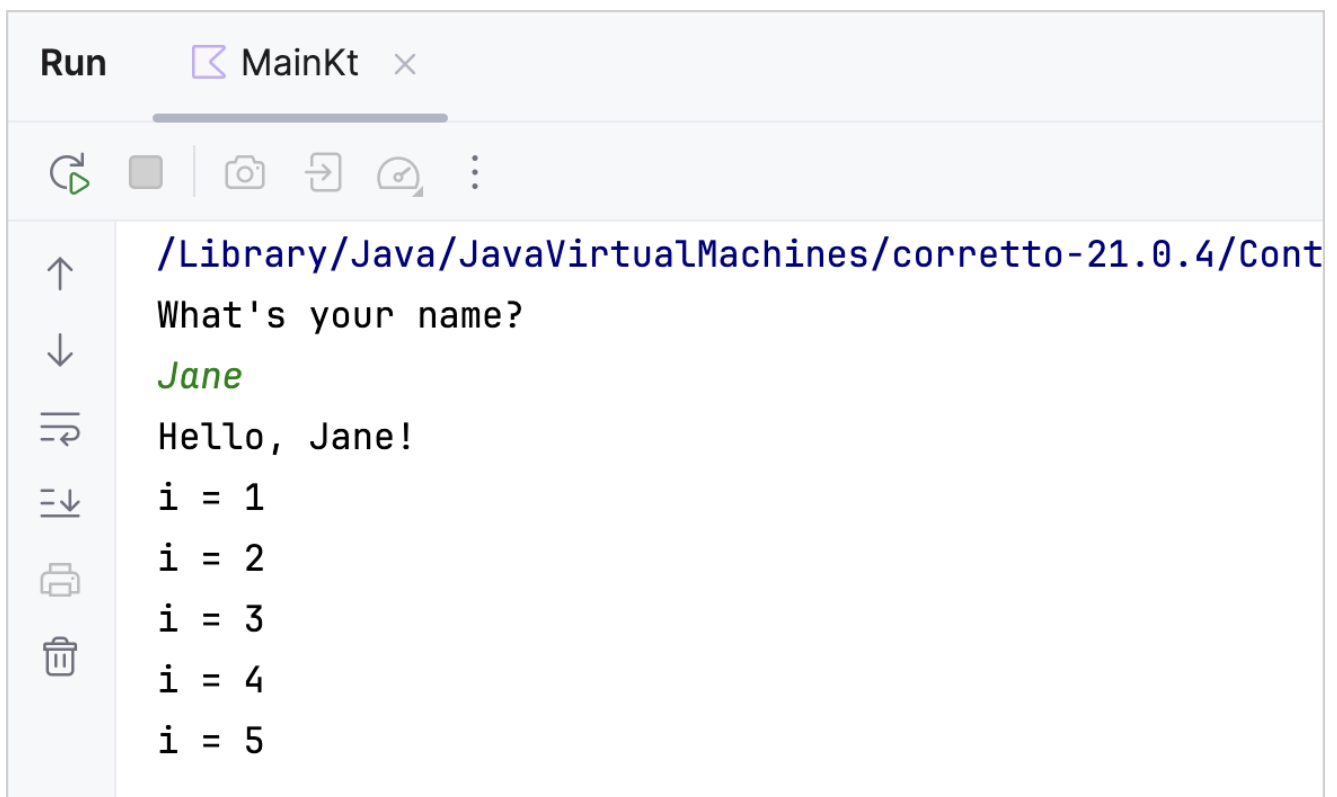 Run MainKt
/Library/Java/JavaVirtualMachines/corretto-21.0.4/Cont
What's your name?
Jane
Hello, Jane!
i = 1
i = 2
i = 3
i = 4
i = 5